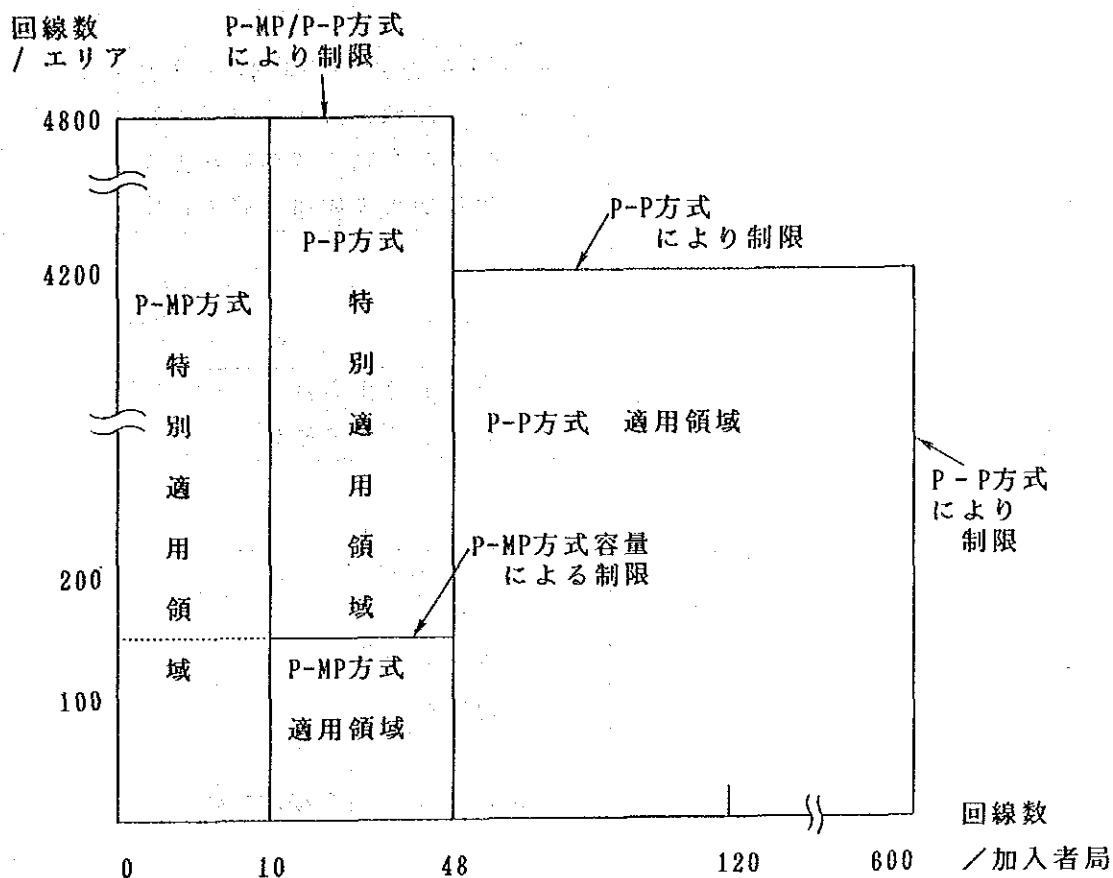 回線数
/ エリア
P-MP/P-P方式
により制限
4800
4200
200
100
P-MP方式
特
別
適
用
領
域
P-P方式
特
別
適
用
領
域
P-MP方式
適用領域
P-P方式
により制限
P-P方式 適用領域
P-MP方式容量
による制限
P-P方式
により
制限
0
10
48
120
600
回線数
/加入者局